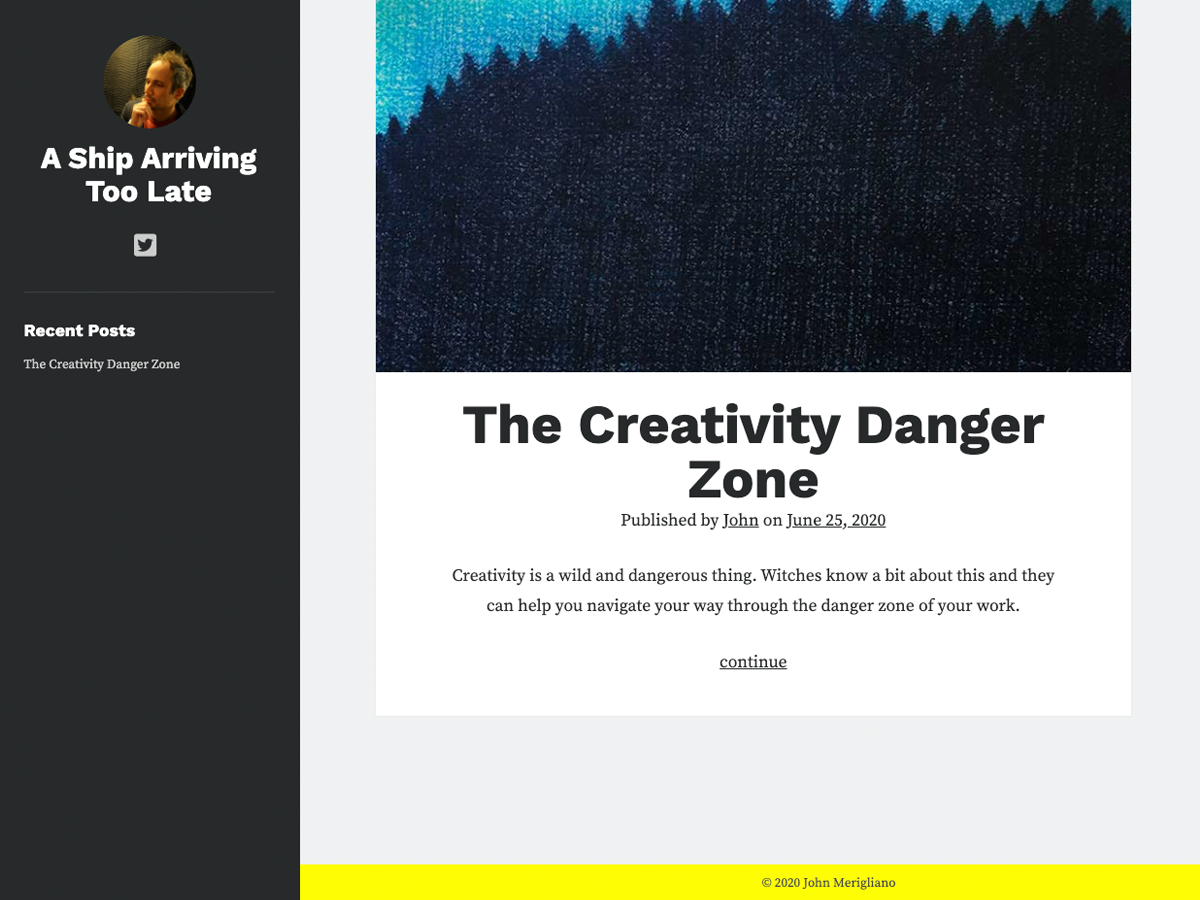 A Ship Arriving
Too Late
Recent Posts
The Creativity Danger Zone
The Creativity Danger
Zone
Published by John on June 25, 2020
Creativity is a wild and dangerous thing. Witches know a bit about this and they
can help you navigate your way through the danger zone of your work.
continue
© 2020 John Merigliano